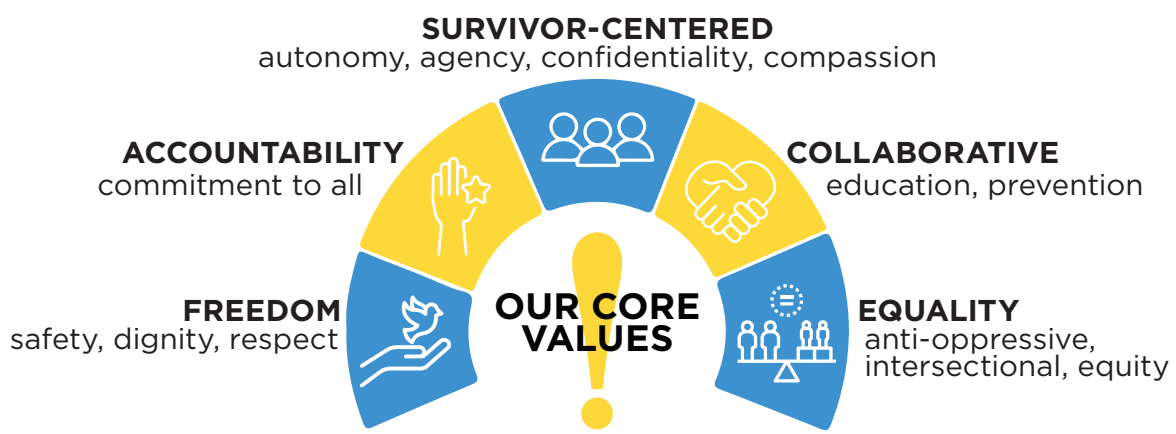 SURVIVOR-CENTERED
autonomy, agency, confidentiality, compassion
ACCOUNTABILITY
commitment to all
COLLABORATIVE
education, prevention
FREEDOM
safety, dignity, respect
OUR CORE
VALUES
EQUALITY
anti-oppressive,
intersectional, equity